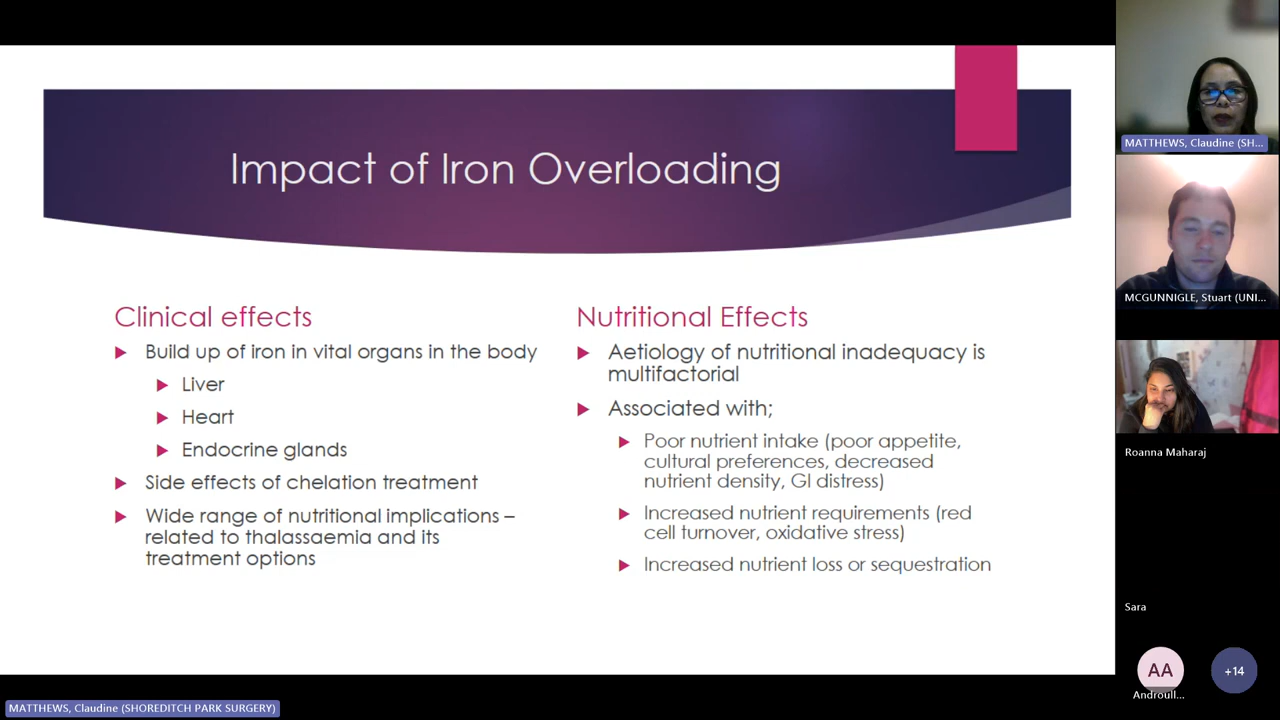 Impact of Iron Overloading
Clinical effects
Build up of iron in vital organs in the body
Liver
Heart
Endocrine glands
Side effects of chelation treatment
Wide range of nutritional implications –
related to thalassaemia and its
treatment options
Nutritional Effects
Aetiology of nutritional inadequacy is
multifactorial
Associated with;
Poor nutrient intake (poor appetite,
cultural preferences, decreased
nutrient density, GI distress)
Increased nutrient requirements (red
cell turnover, oxidative stress)
Increased nutrient loss or sequestration
MATTHEWS, Claudine (SH...
MCGUNNIGLE, Stuart (UNI...
Roanna Maharaj
Sara
AA
Androull...
+14
MATTHEWS, Claudine (SHOREDITCH PARK SURGERY)